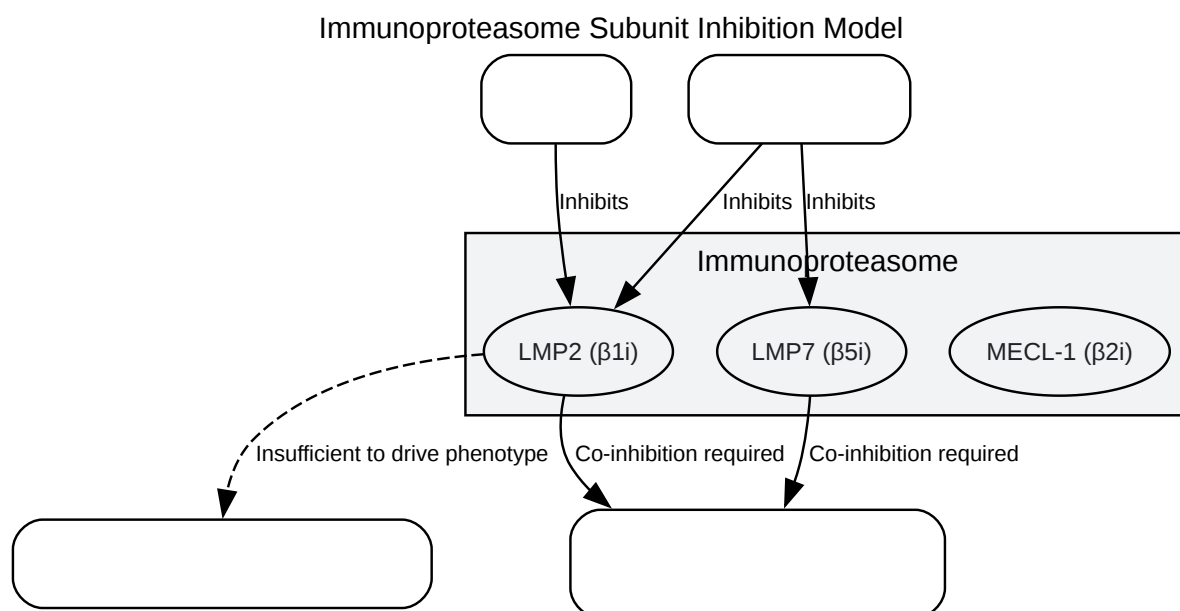 Immunoproteasome Subunit Inhibition Model
Inhibits
Inhibits
Inhibits
Immunoproteasome
LMP2 (β1i)
LMP7 (β5i)
MECL-1 (β2i)
Insufficient to drive phenotype
Co-inhibition required
Co-inhibition required